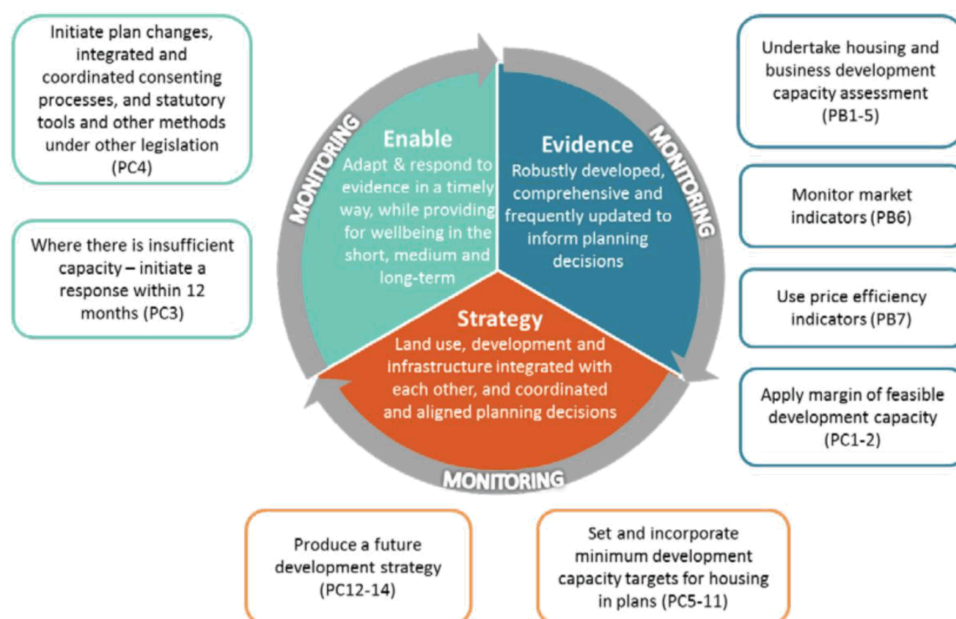 Initiate plan changes,
integrated and
coordinated consenting
processes, and statutory
tools and other methods
under other legislation
(PC4)
Where there is insufficient
capacity – initiate a
response within 12
months (PC3)
MONITORING
Enable
Adapt & respond to
evidence in a timely
way, while providing
for wellbeing in the
short, medium and
long-term
Evidence
Robustly developed,
comprehensive and
frequently updated to
inform planning
decisions
MONITORING
Strategy
Land use, development and
infrastructure integrated with
each other, and coordinated
and aligned planning decisions
MONITORING
Undertake housing and
business development
capacity assessment
(PB1-5)
Monitor market
indicators (PB6)
Use price efficiency
indicators (PB7)
Apply margin of feasible
development capacity
(PC1-2)
Produce a future
development strategy
(PC12-14)
Set and incorporate
minimum development
capacity targets for housing
in plans (PC5-11)